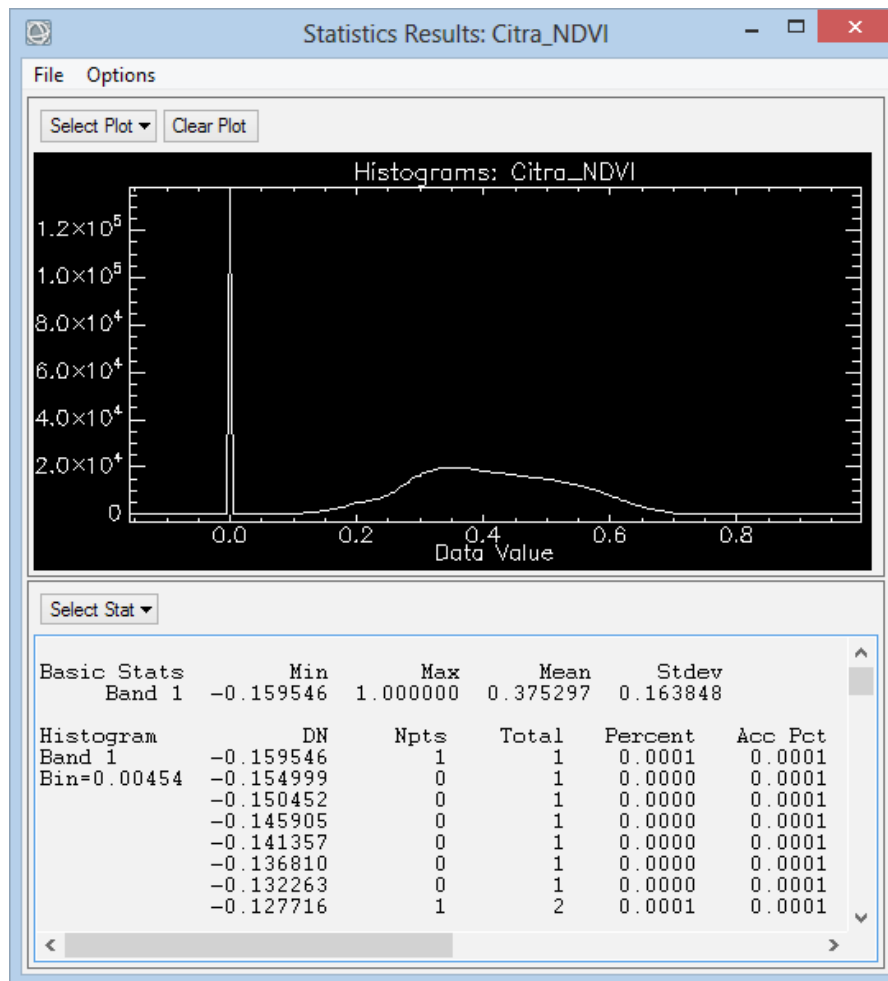 Statistics Results: Citra_NDVI
File Options
Select Plot Clear Plot
Histograms: Citra_NDVI
1.2×10⁵
1.0×10⁵
8.0×10⁴
6.0×10⁴
4.0×10⁴
2.0×10⁴
0
0.0 0.2 0.4 0.6 0.8
Data Value
Select Stat
Basic Stats Min Max Mean Stdev
Band 1 -0.159546 1.000000 0.375297 0.163848
Histogram DN Npts Total Percent Acc Pct
Band 1 -0.159546 1 1 0.0001 0.0001
Bin=0.00454 -0.154999 0 1 0.0000 0.0001
-0.150452 0 1 0.0000 0.0001
-0.145905 0 1 0.0000 0.0001
-0.141357 0 1 0.0000 0.0001
-0.136810 0 1 0.0000 0.0001
-0.132263 0 1 0.0000 0.0001
-0.127716 1 2 0.0001 0.0001